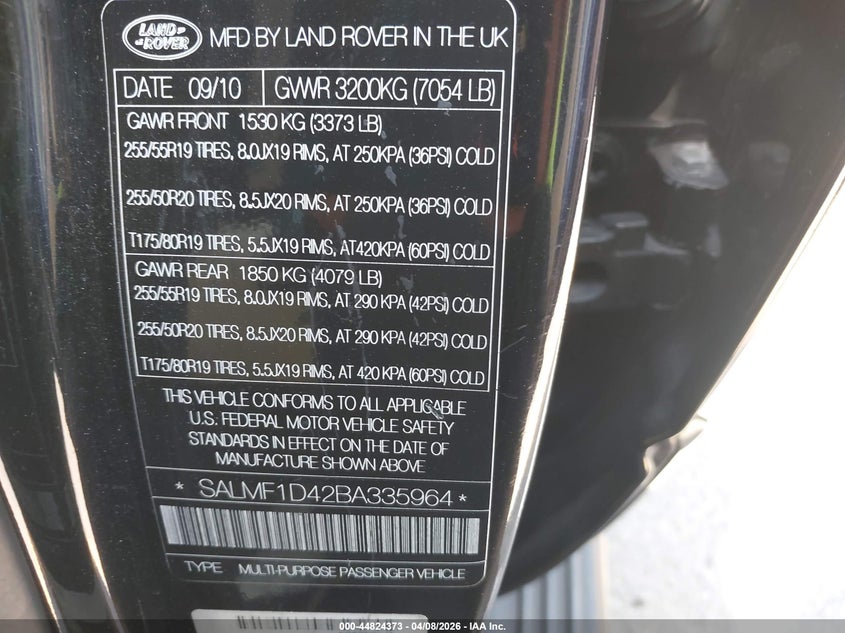 LAND ROVER
MFD BY LAND ROVER IN THE UK
DATE 09/10 GVWR 3200KG (7054 LB)
GAWR FRONT 1530 KG (3373 LB)
255/55R19 TIRES, 8.0JX19 RIMS, AT 250KPA (36PSI) COLD
255/50R20 TIRES, 8.5JX20 RIMS, AT 250KPA (36PSI) COLD
T175/80R19 TIRES, 5.5JX19 RIMS, AT420KPA (60PSI) COLD
GAWR REAR 1850 KG (4079 LB)
255/55R19 TIRES, 8.0JX19 RIMS, AT 290 KPA (42PSI) COLD
255/50R20 TIRES, 8.5JX20 RIMS, AT 290 KPA (42PSI) COLD
T175/80R19 TIRES, 5.5JX19 RIMS, AT 420 KPA (60PSI) COLD
THIS VEHICLE CONFORMS TO ALL APPLICABLE
U.S. FEDERAL MOTOR VEHICLE SAFETY
STANDARDS IN EFFECT ON THE DATE OF
MANUFACTURE SHOWN ABOVE
* SALMF1D42BA335964 *
TYPE MULTI-PURPOSE PASSENGER VEHICLE
000-44824373 - 04/08/2026 - IAA Inc.